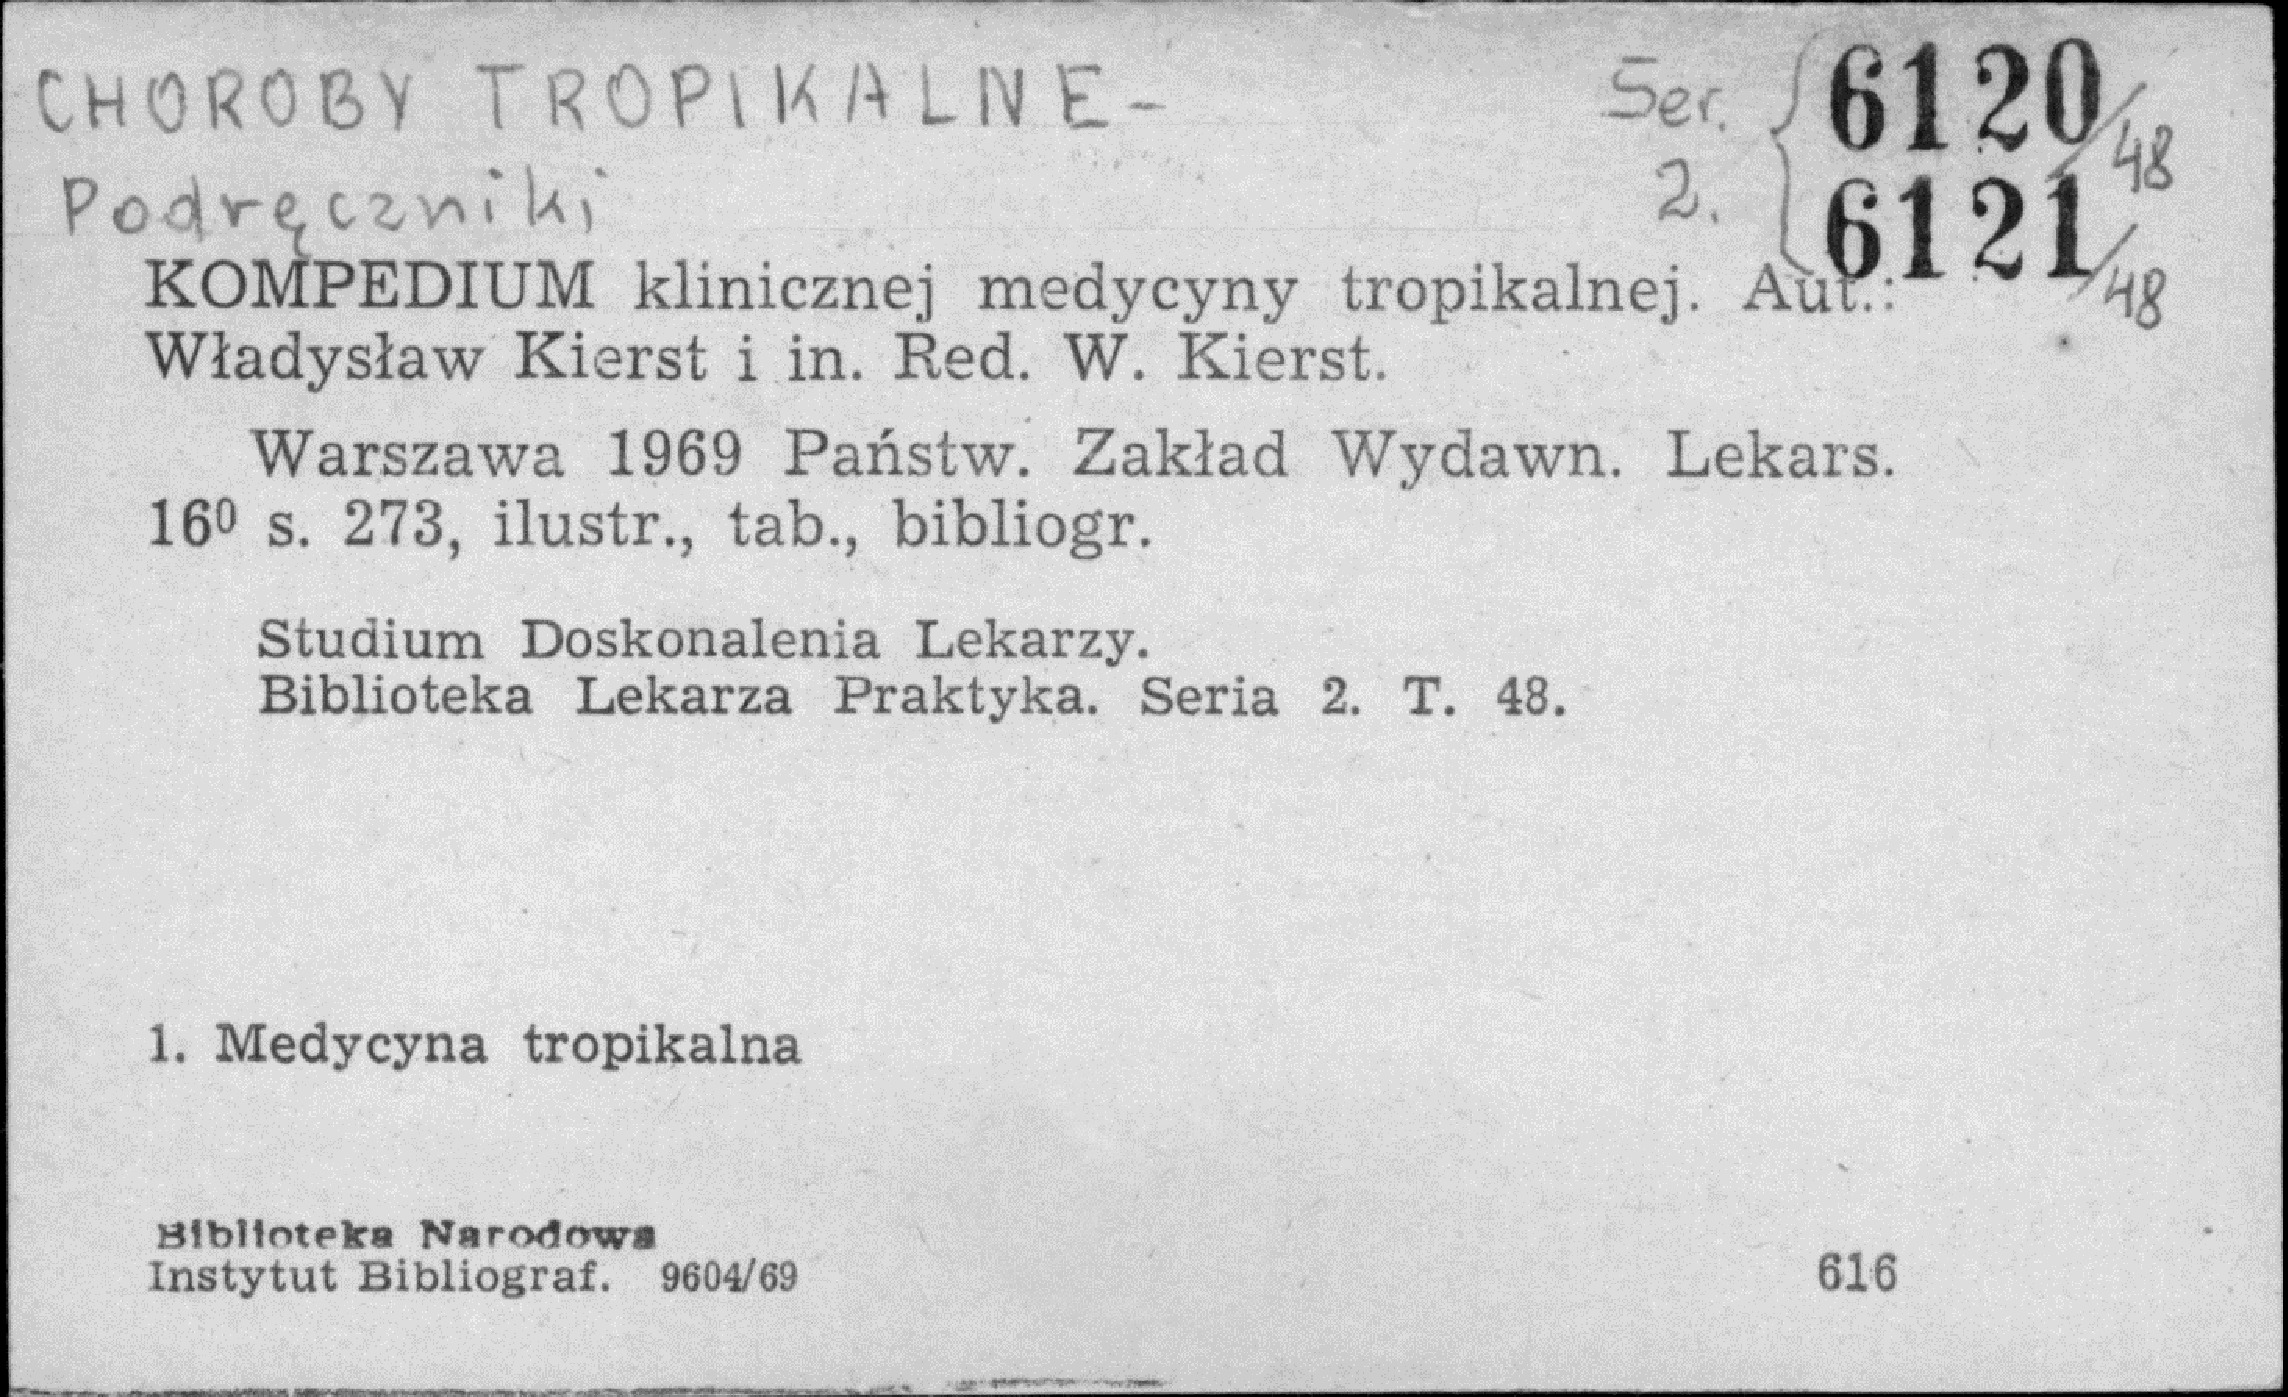 CHOROBY TROPIKALNE-
Podręczniki
Ser. 2. { 6120/48
6121/48
KOMPEDIUM klinicznej medycyny tropikalnej. Aut.:
Władysław Kierst i in. Red. W. Kierst.
Warszawa 1969 Państw. Zakład Wydawn. Lekars.
16⁰ s. 273, ilustr., tab., bibliogr.
Studium Doskonalenia Lekarzy.
Biblioteka Lekarza Praktyka. Seria 2. T. 48.
1. Medycyna tropikalna
Biblioteka Narodowa
Instytut Bibliograf. 9604/69
616